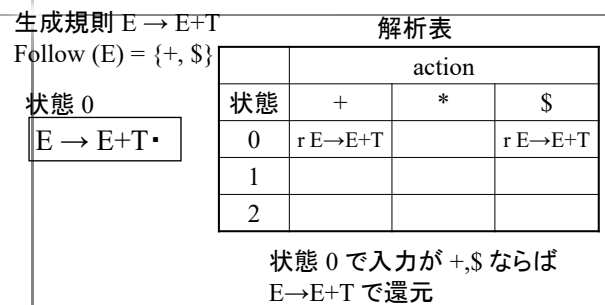 生成規則 E → E+T
Follow (E) = {+, $}
状態 0
E → E+T▪
解析表
action
状態 + * $
0 r E→E+T r E→E+T
1
2
状態 0 で入力が +,$ ならば
E→E+T で還元